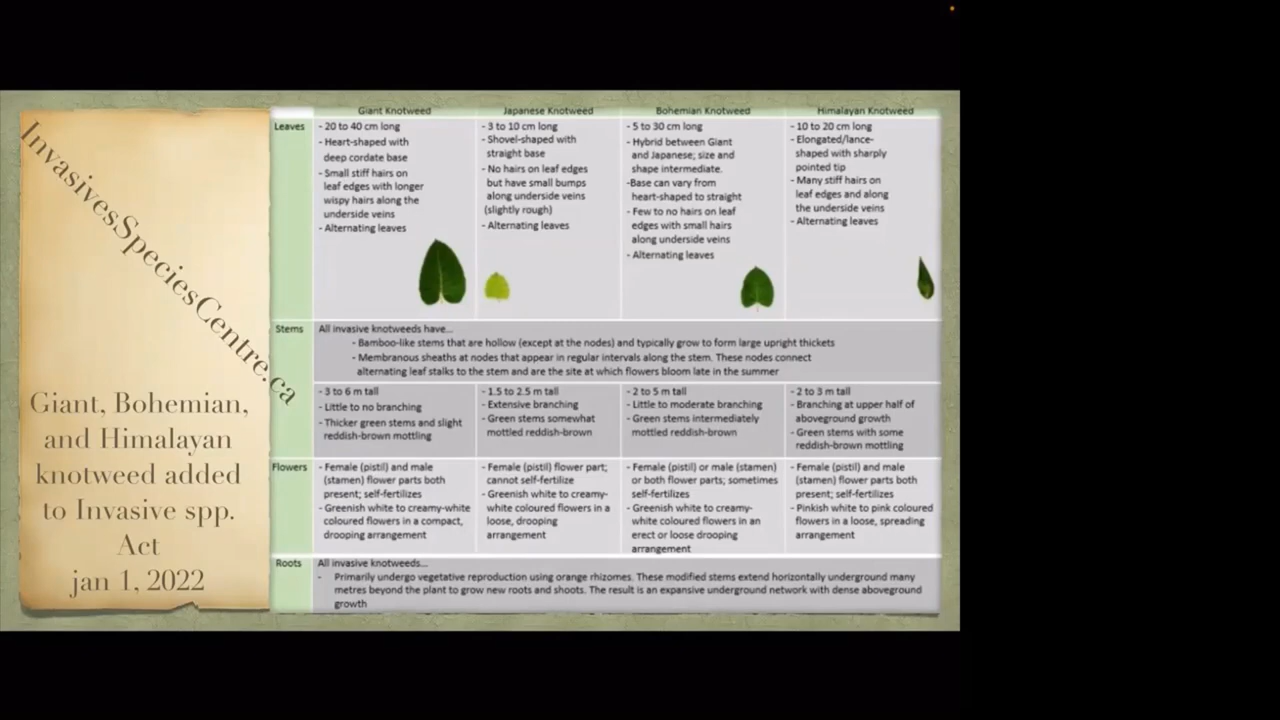 InvasivesSpeciesCentre.ca
Giant, Bohemian,
and Himalayan
knotweed added
to Invasive spp.
Act
jan 1, 2022
Giant Knotweed
Japanese Knotweed
Bohemian Knotweed
Himalayan Knotweed
Leaves
- 20 to 40 cm long
- Heart-shaped with
deep cordate base
- Small stiff hairs on
leaf edges with longer
wispy hairs along the
underside veins
- Alternating leaves
- 3 to 10 cm long
- Shovel-shaped with
straight base
- No hairs on leaf edges
but have small bumps
along underside veins
(slightly rough)
- Alternating leaves
- 5 to 30 cm long
- Hybrid between Giant
and Japanese; size and
shape intermediate.
-Base can vary from
heart-shaped to straight
- Few to no hairs on leaf
edges with small hairs
along underside veins
- Alternating leaves
- 10 to 20 cm long
- Elongated/lance-
shaped with sharply
pointed tip
- Many stiff hairs on
leaf edges and along
the underside veins
- Alternating leaves
Stems
All invasive knotweeds have...
- Bamboo-like stems that are hollow (except at the nodes) and typically grow to form large upright thickets
- Membranous sheaths at nodes that appear in regular intervals along the stem. These nodes connect
alternating leaf stalks to the stem and are the site at which flowers bloom late in the summer
- 3 to 6 m tall
- Little to no branching
- Thicker green stems and slight
reddish-brown mottling
- 1.5 to 2.5 m tall
- Extensive branching
- Green stems somewhat
mottled reddish-brown
- 2 to 5 m tall
- Little to moderate branching
- Green stems intermediately
mottled reddish-brown
- 2 to 3 m tall
- Branching at upper half of
aboveground growth
- Green stems with some
reddish-brown mottling
Flowers
- Female (pistil) and male
(stamen) flower parts both
present; self-fertilizes
- Greenish white to creamy-white
coloured flowers in a compact,
drooping arrangement
- Female (pistil) flower part;
cannot self-fertilize
- Greenish white to creamy-
white coloured flowers in a
loose, drooping
arrangement
- Female (pistil) or male (stamen)
or both flower parts; sometimes
self-fertilizes
- Greenish white to creamy-
white coloured flowers in an
erect or loose drooping
arrangement
- Female (pistil) and male
(stamen) flower parts both
present; self-fertilizes
- Pinkish white to pink coloured
flowers in a loose, spreading
arrangement
Roots
All invasive knotweeds...
- Primarily undergo vegetative reproduction using orange rhizomes. These modified stems extend horizontally underground many
metres beyond the plant to grow new roots and shoots. The result is an expansive underground network with dense aboveground
growth